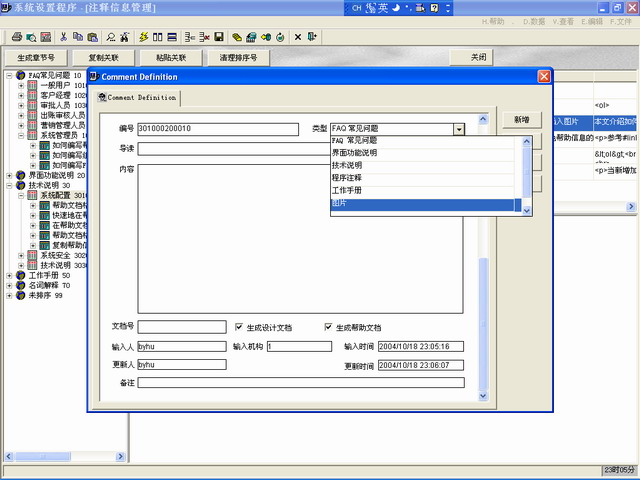 系统设置程序 - [注释信息管理]
CH 英
H.帮助 . D.数据 V.查看 E.编辑 F.文件
生成章节号 复制关联 粘贴关联 清理排序号 关闭
FAQ常见问题 10
一般用户 101
客户经理 102
审批人员 103
出账审核人员
营销管理人员
系统管理员 1
如何编写
如何编写
如何编写
界面功能说明 20
技术说明 30
系统配置 301
帮助文档
快速地在
在帮助文
帮助文档
复制帮助
系统安全 302
技术说明 303
工作手册 50
名词解释 70
未排序 99
<ol>
入图片 本文介绍如
帮助信息的 <p>参考#inl
&lt;ol&gt;<br
<p>当新增加
Comment Definition
Comment Definition
编号 301000200010 类型 FAQ 常见问题
新增
导读
内容
FAQ 常见问题
界面功能说明
技术说明
程序注释
工作手册
图片
文档号 生成设计文档 生成帮助文档
输入人 byhu 输入机构 1 输入时间 2004/10/18 23:05:16
更新人 byhu 更新时间 2004/10/18 23:06:07
备注
23时05分